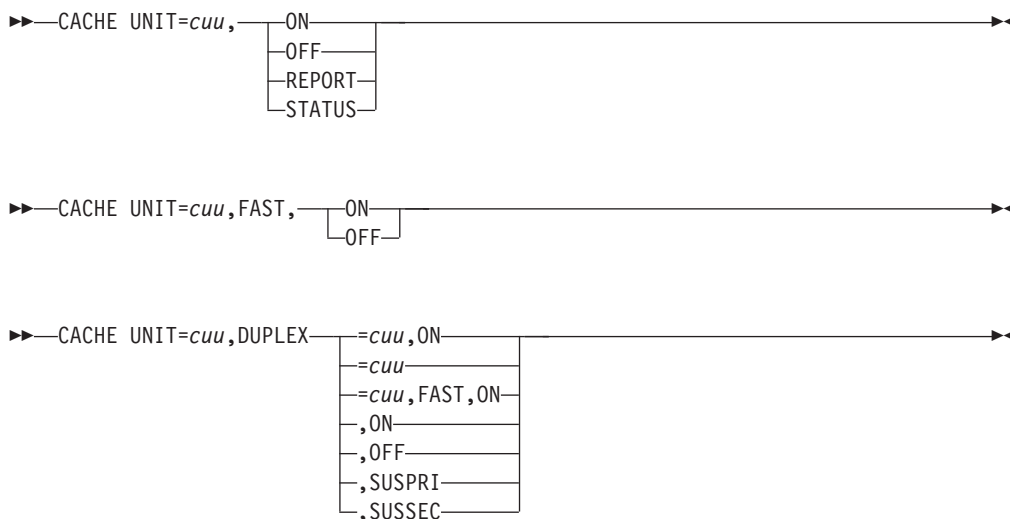 CACHE UNIT=cuu, ON
OFF
REPORT
STATUS
CACHE UNIT=cuu,FAST, ON
OFF
CACHE UNIT=cuu,DUPLEX =cuu,ON
=cuu
=cuu,FAST,ON
,ON
,OFF
,SUSPRI
,SUSSEC